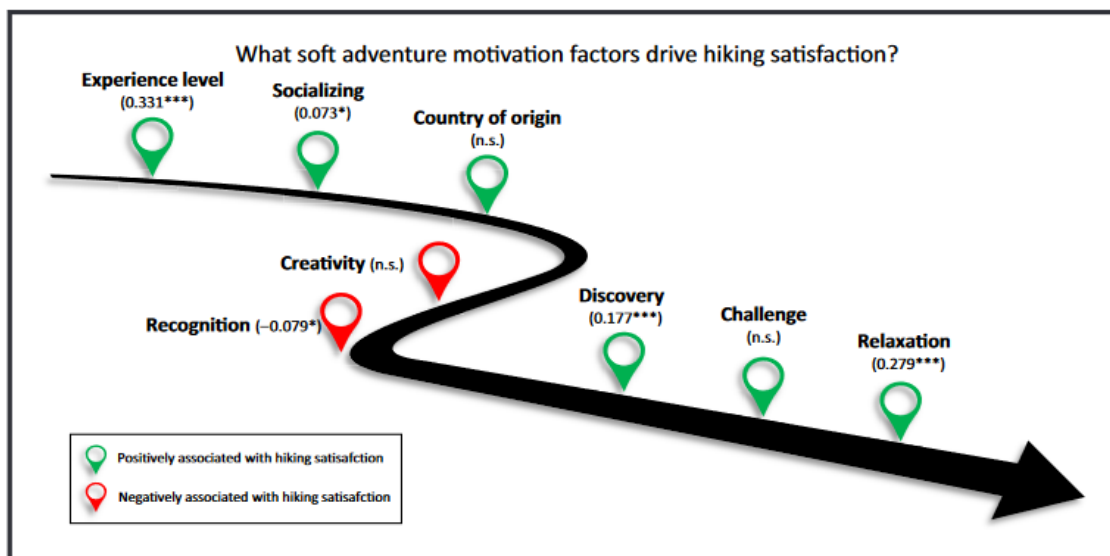 What soft adventure motivation factors drive hiking satisfaction?
Experience level
(0.331***)
Socializing
(0.073*)
Country of origin
(n.s.)
Creativity (n.s.)
Recognition (−0.079*)
Discovery
(0.177***)
Challenge
(n.s.)
Relaxation
(0.279***)
Positively associated with hiking satisafction
Negatively associated with hiking satisafction